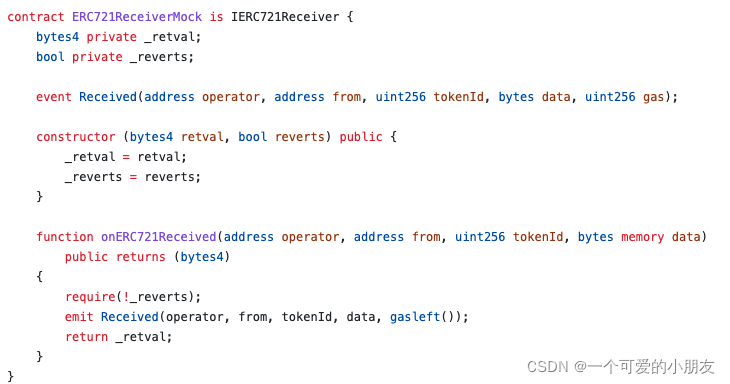 contract ERC721ReceiverMock is IERC721Receiver {
    bytes4 private _retval;
    bool private _reverts;

    event Received(address operator, address from, uint256 tokenId, bytes data, uint256 gas);

    constructor (bytes4 retval, bool reverts) public {
        _retval = retval;
        _reverts = reverts;
    }

    function onERC721Received(address operator, address from, uint256 tokenId, bytes memory data)
        public returns (bytes4)
    {
        require(!_reverts);
        emit Received(operator, from, tokenId, data, gasleft());
        return _retval;
    }
}
CSDN @一个可爱的小朋友